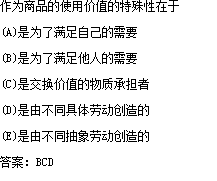 作为商品的使用价值的特殊性在于
(A)是为了满足自己的需要
(B)是为了满足他人的需要
(C)是交换价值的物质承担者
(D)是由不同具体劳动创造的
(E)是由不同抽象劳动创造的
答案: BCD